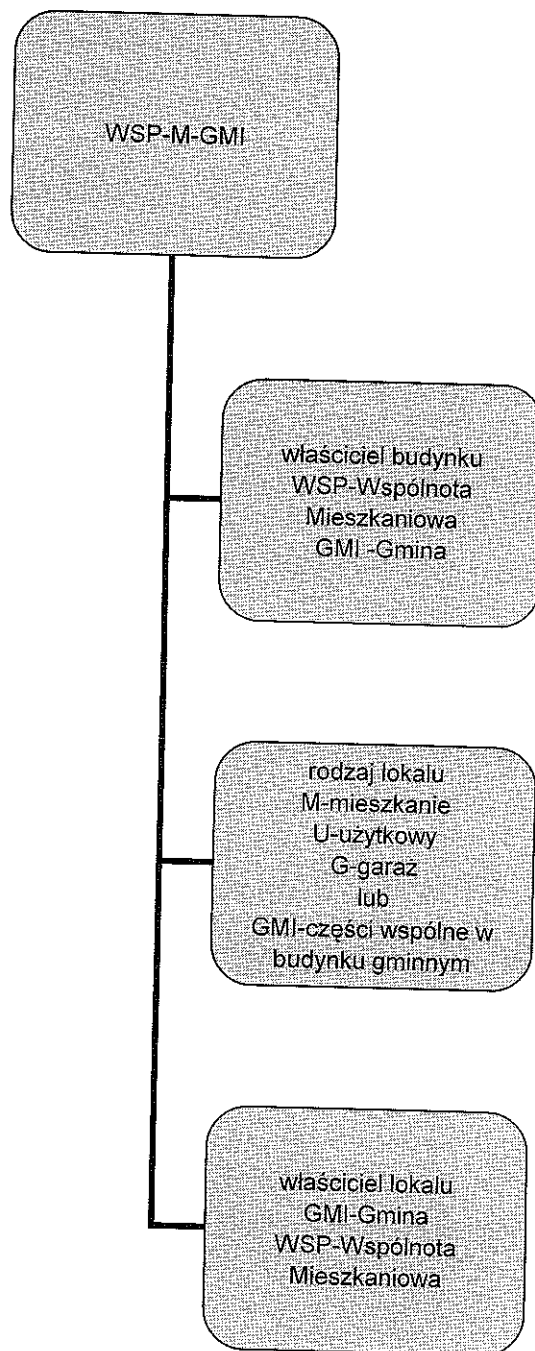 WSP-M-GMI
właściciel budynku
WSP-Wspólnota
Mieszkaniowa
GMI -Gmina
rodzaj lokalu
M-mieszkanie
U-użytkowy
G-garaz
lub
GMI-części wspólne w
budynku gminnym
właściciel lokalu
GMI-Gmina
WSP-Wspólnota
Mieszkaniowa